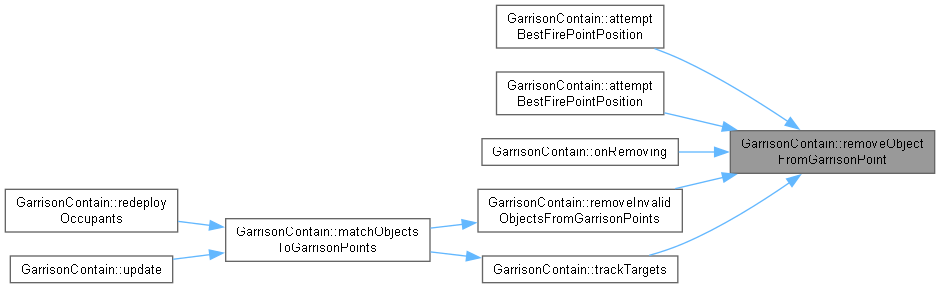 GarrisonContain::attempt
BestFirePointPosition
GarrisonContain::attempt
BestFirePointPosition
GarrisonContain::removeObject
FromGarrisonPoint
GarrisonContain::onRemoving
GarrisonContain::redeploy
Occupants
GarrisonContain::removeInvalid
ObjectsFromGarrisonPoints
GarrisonContain::matchObjects
ToGarrisonPoints
GarrisonContain::update
GarrisonContain::trackTargets